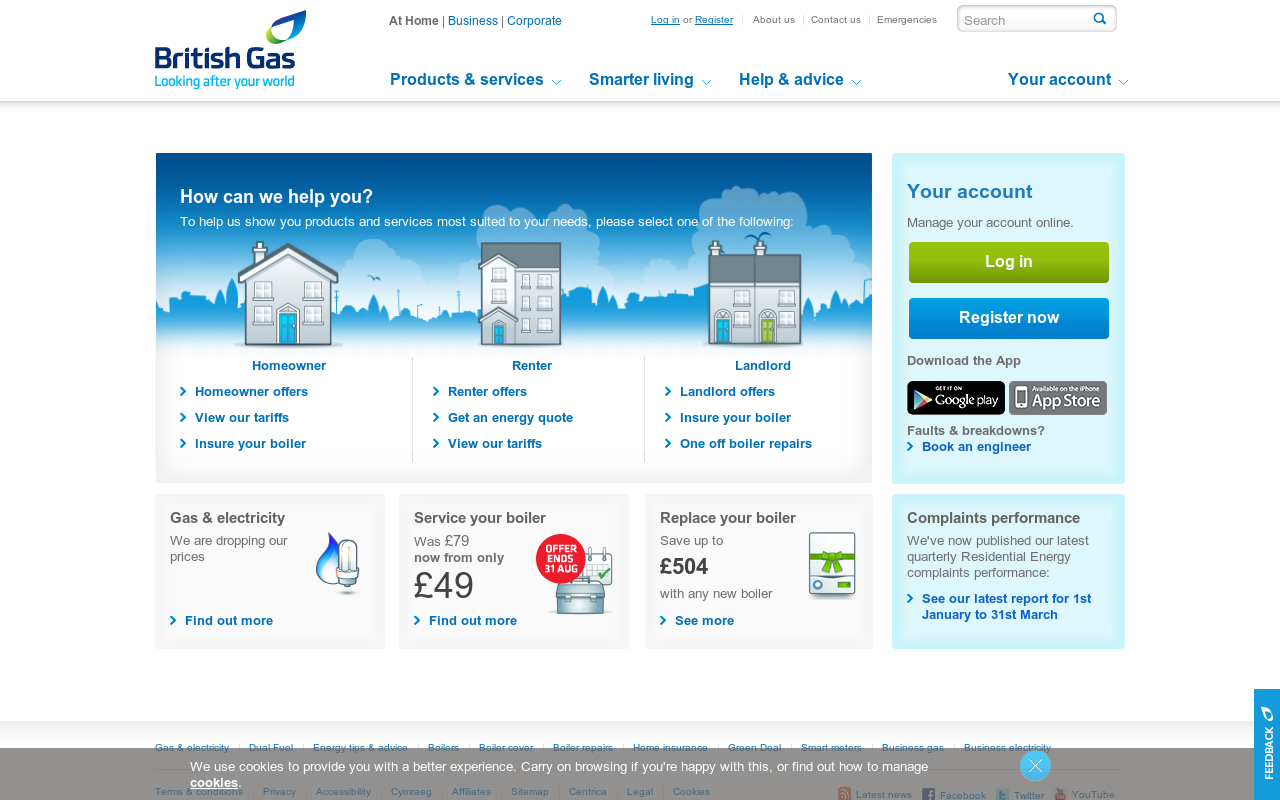 British Gas
Looking after your world
At Home | Business | Corporate
Log in or Register
About us
Contact us
Emergencies
Search
Products & services
Smarter living
Help & advice
Your account
How can we help you?
To help us show you products and services most suited to your needs, please select one of the following:
Homeowner
Homeowner offers
View our tariffs
Insure your boiler
Renter
Renter offers
Get an energy quote
View our tariffs
Landlord
Landlord offers
Insure your boiler
One off boiler repairs
Your account
Manage your account online.
Log in
Register now
Download the App
GET IT ON
Google play
Available on the iPhone
App Store
Faults & breakdowns?
Book an engineer
Gas & electricity
We are dropping our
prices
Find out more
Service your boiler
Was £79
now from only
£49
OFFER
ENDS
31 AUG
Find out more
Replace your boiler
Save up to
£504
with any new boiler
See more
Complaints performance
We've now published our latest
quarterly Residential Energy
complaints performance:
See our latest report for 1st
January to 31st March
FEEDBACK
Gas & electricity
Dual Fuel
Energy tips & advice
Boilers
Boiler cover
Boiler repairs
Home insurance
Green Deal
Smart meters
Business gas
Business electricity
We use cookies to provide you with a better experience. Carry on browsing if you're happy with this, or find out how to manage
cookies.
Terms & conditions
Privacy
Accessibility
Cymraeg
Affiliates
Sitemap
Centrica
Legal
Cookies
Latest news
Facebook
Twitter
YouTube